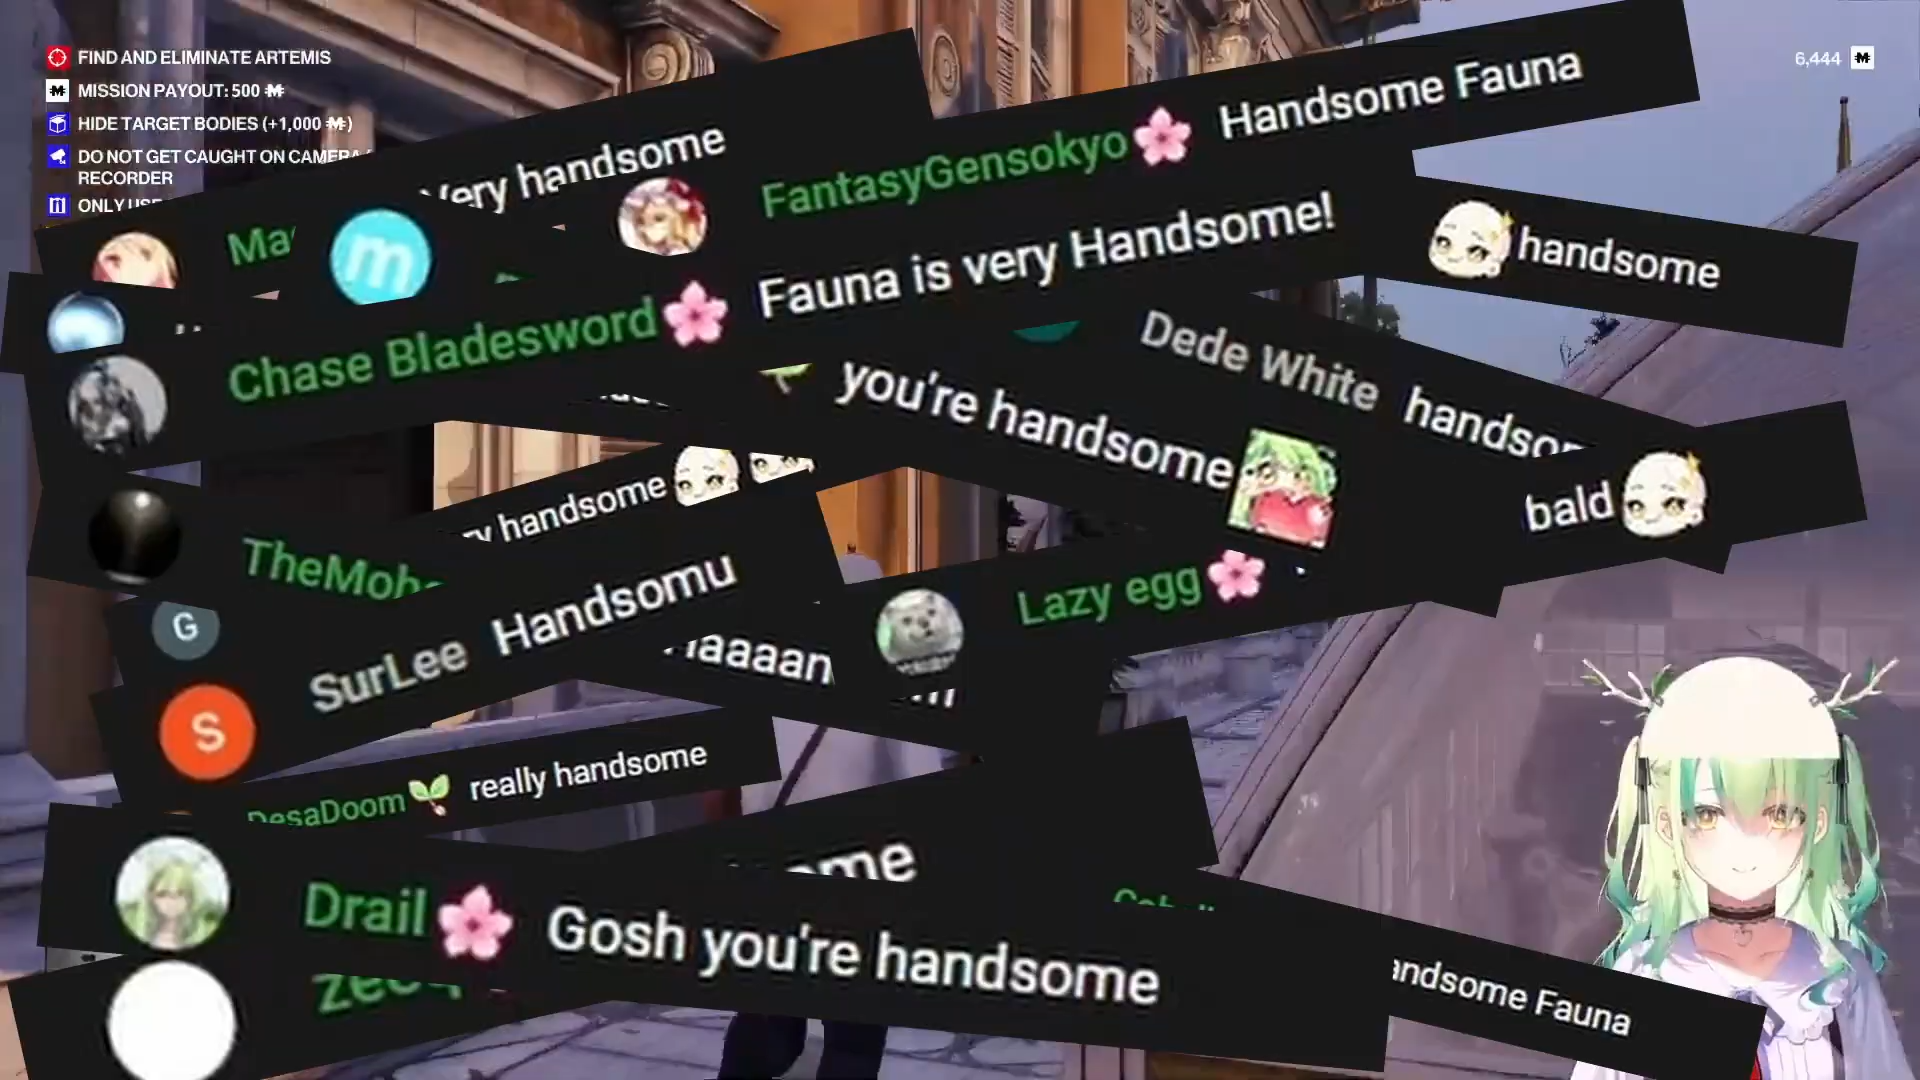 FIND AND ELIMINATE ARTEMIS
MISSION PAYOUT: 500
HIDE TARGET BODIES (+1,000)
DO NOT GET CAUGHT ON CAMERA
RECORDER
ONLY
6,444
very handsome
FantasyGensokyo Handsome Fauna
handsome
Chase Bladesword Fauna is very Handsome!
Dede White
you're handsome
bald
handsome
Lazy egg
SurLee Handsomu
S
G
m
DesaDoom really handsome
Drail Gosh you're handsome
Fauna